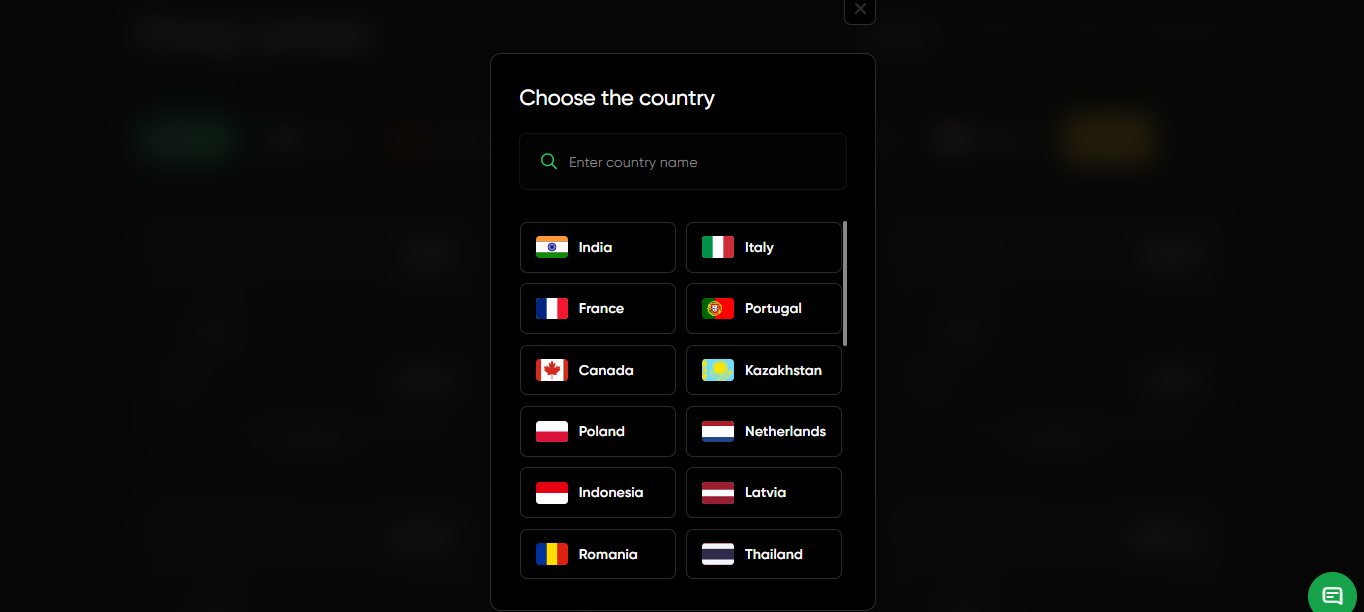 Choose the country
Enter country name
India
Italy
France
Portugal
Canada
Kazakhstan
Poland
Netherlands
Indonesia
Latvia
Romania
Thailand